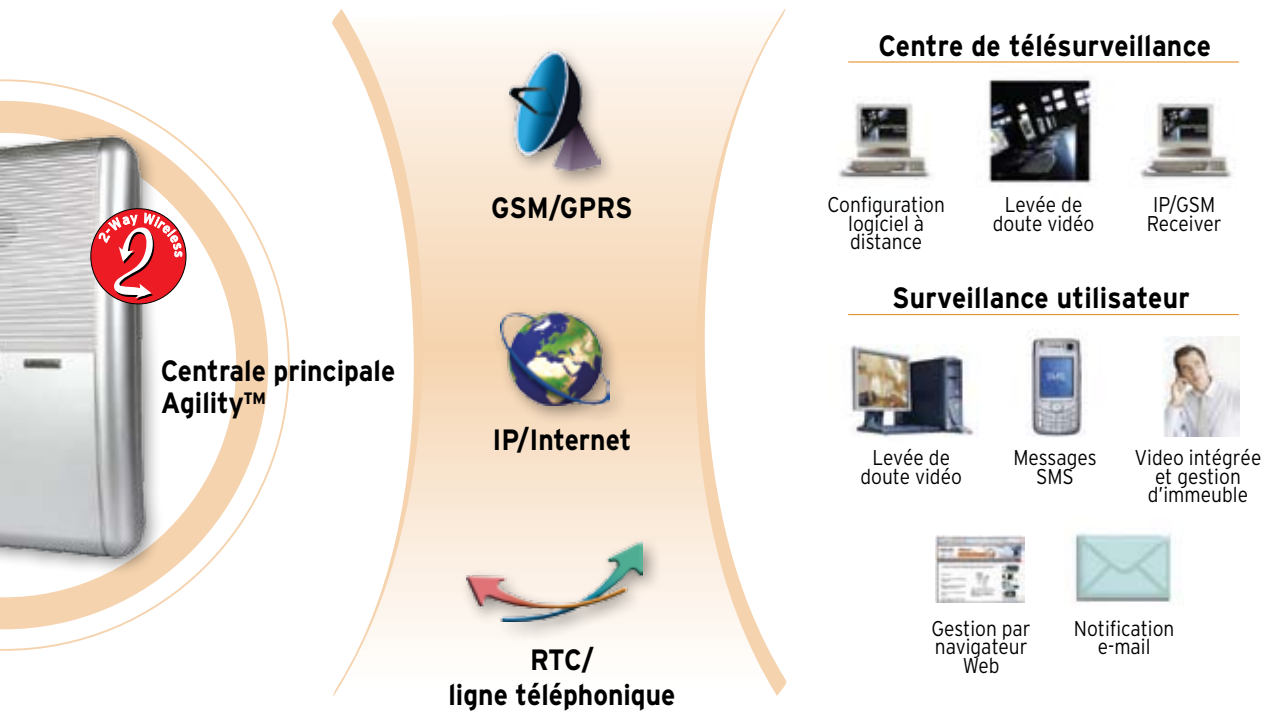 2-Way Wireless
Centrale principale
Agility™
GSM/GPRS
IP/Internet
RTC/
ligne téléphonique
Centre de télésurveillance
Configuration
logiciel à
distance
Levée de
doute vidéo
IP/GSM
Receiver
Surveillance utilisateur
Levée de
doute vidéo
SMS
Messages
SMS
Video intégrée
et gestion
d'immeuble
Gestion par
navigateur
Web
Notification
e-mail